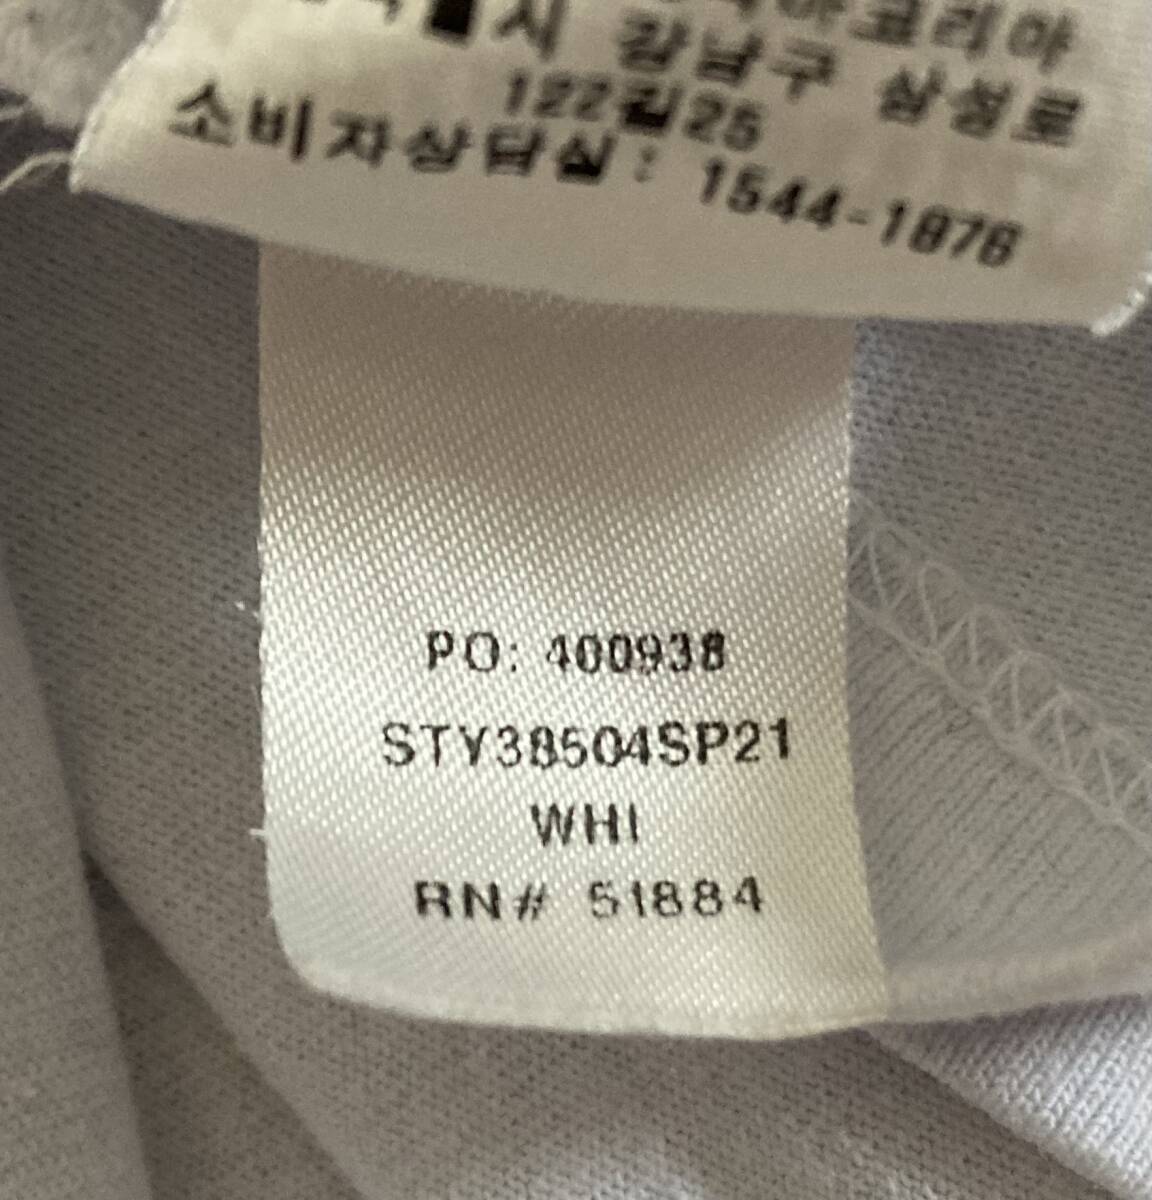 시 강남구 삼성로
122길25
소비자상담실: 1544-1876
PO: 400938
STY38504SP21
WHI
RN# 51884